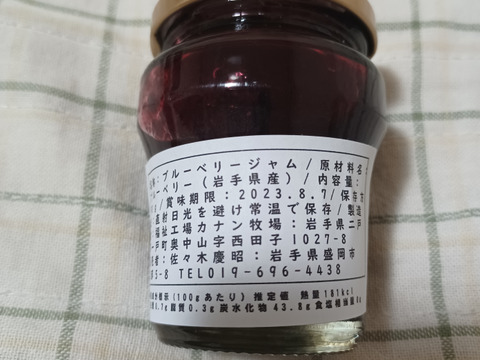 名：ブルーベリージャム/原材料名
ーベリー(岩手県産)/内容量：
/賞味期限：2023.8.7/保存方
直射日光を避け常温で保存/製造
福祉工場カナン牧場：岩手県二戸
一戸町奥中山字西田子1027-8
者：佐々木慶昭：岩手県盛岡市
5-8 TEL019-696-4438
(100gあたり) 推定値 熱量181kcl
0.7g 脂質0.3g 炭水化物 43.8g 食塩相当量